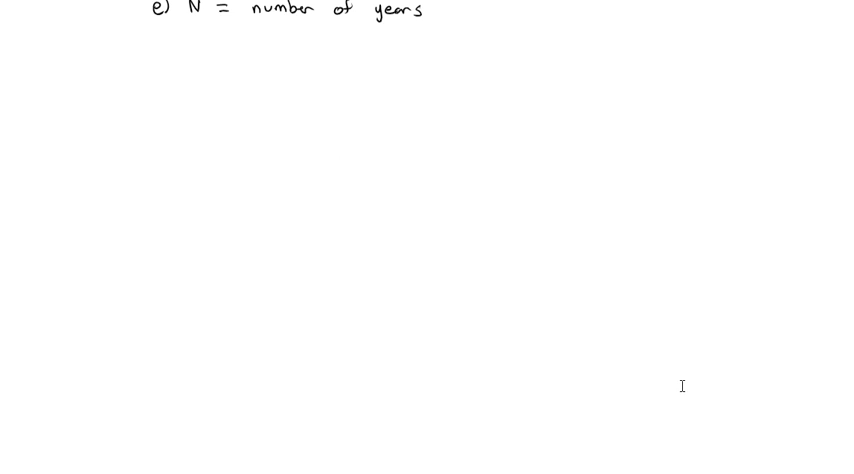 e) N = number of years